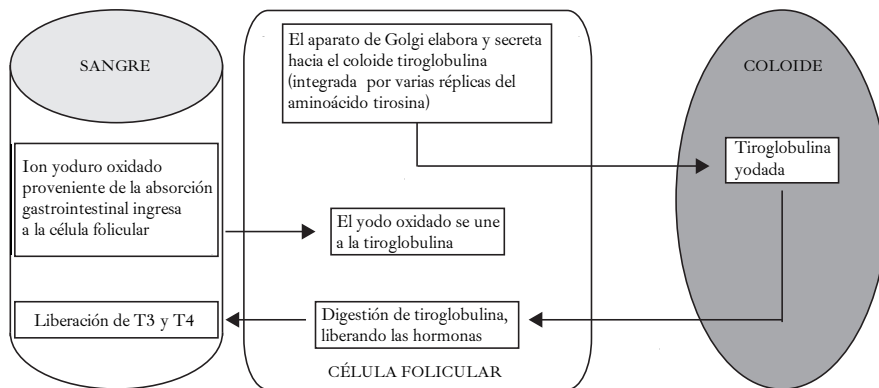 SANGRE
Ion yoduro oxidado
proveniente de la absorción
gastrointestinal ingresa
a la célula folicular
Liberación de T3 y T4
El aparato de Golgi elabora y secreta
hacia el coloide tiroglobulina
(integrada por varias réplicas del
aminoácido tirosina)
El yodo oxidado se une
a la tiroglobulina
Digestión de tiroglobulina,
liberando las hormonas
CÉLULA FOLICULAR
COLOIDE
Tiroglobulina
yodada